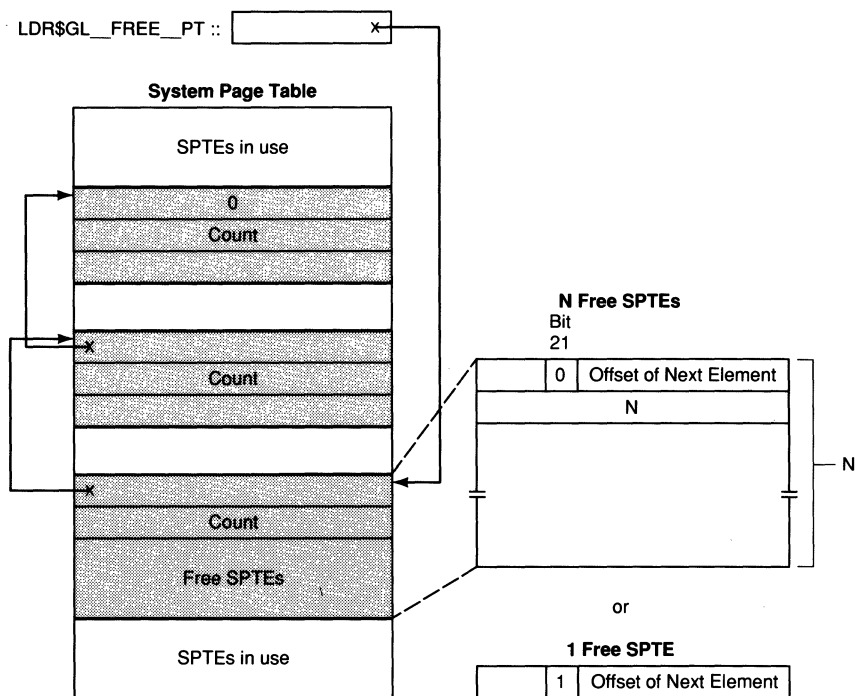 LDR$GL__FREE__PT ::
x
System Page Table
SPTEs in use
0
Count
x
Count
x
Count
Free SPTEs
SPTEs in use
N Free SPTEs
Bit
21
0 Offset of Next Element
N
N
or
1 Free SPTE
1 Offset of Next Element